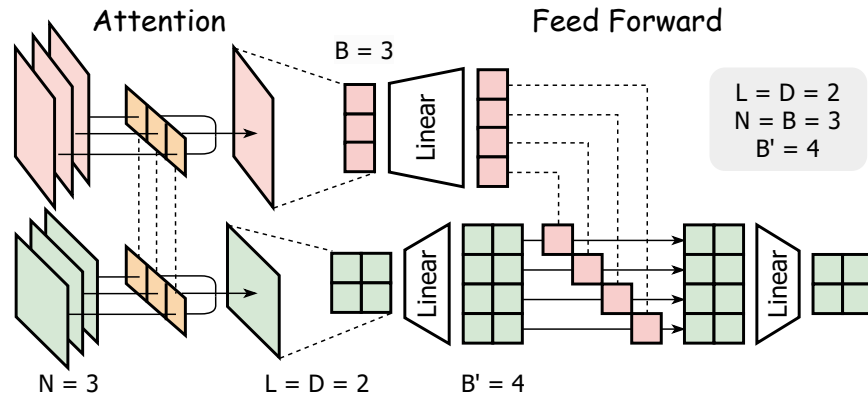 Attention
Feed Forward
B = 3
L = D = 2
N = B = 3
B' = 4
Linear
Linear
Linear
N = 3
L = D = 2
B' = 4